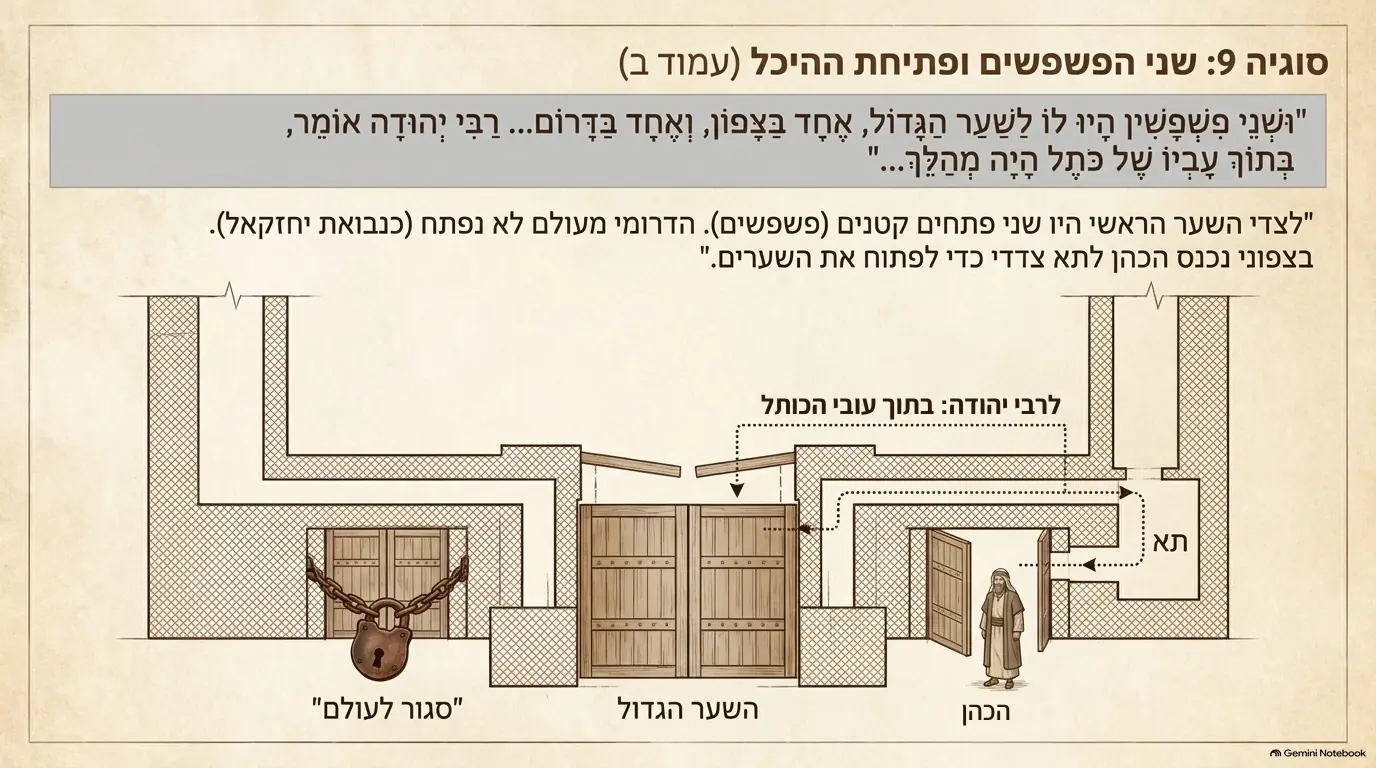 סוגיה 9: שני הפשפשים ופתיחת ההיכל (עמוד ב)
"וּשְׁנֵי פִשְׁפָּשִׁין הָיוּ לוֹ לַשַּׁעַר הַגָּדוֹל, אֶחָד בַּצָּפוֹן, וְאֶחָד בַּדָּרוֹם... רַבִּי יְהוּדָה אוֹמֵר,
בְּתוֹךְ עָבְיוֹ שֶׁל כֹּתֶל הָיָה מְהַלֵּךְ..."
"לצדי השער הראשי היו שני פתחים קטנים (פשפשים). הדרומי מעולם לא נפתח (כנבואת יחזקאל).
בצפוני נכנס הכהן לתא צדדי כדי לפתוח את השערים."
לרבי יהודה: בתוך עובי הכותל
תא
הכהן
השער הגדול
"סגור לעולם"
Gemini Notebook